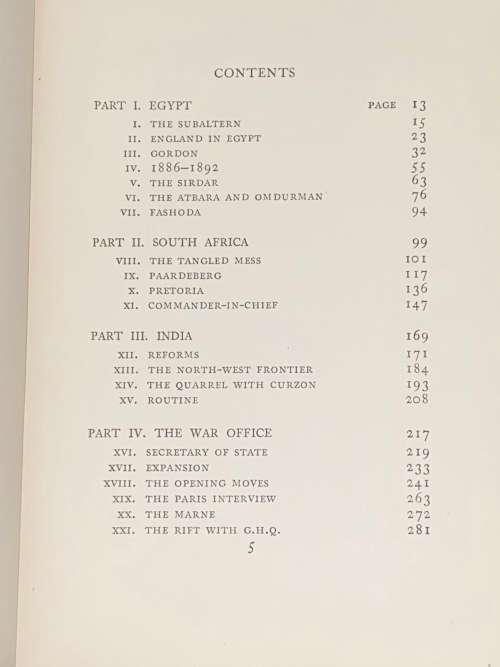 CONTENTS
PART I. EGYPT PAGE 13
I. THE SUBALTERN 15
II. ENGLAND IN EGYPT 23
III. GORDON 32
IV. 1886–1892 55
V. THE SIRDAR 63
VI. THE ATBARA AND OMDURMAN 76
VII. FASHODA 94
PART II. SOUTH AFRICA 99
VIII. THE TANGLED MESS 101
IX. PAARDEBERG 117
X. PRETORIA 136
XI. COMMANDER-IN-CHIEF 147
PART III. INDIA 169
XII. REFORMS 171
XIII. THE NORTH-WEST FRONTIER 184
XIV. THE QUARREL WITH CURZON 193
XV. ROUTINE 208
PART IV. THE WAR OFFICE 217
XVI. SECRETARY OF STATE 219
XVII. EXPANSION 233
XVIII. THE OPENING MOVES 241
XIX. THE PARIS INTERVIEW 263
XX. THE MARNE 272
XXI. THE RIFT WITH G.H.Q. 281
5